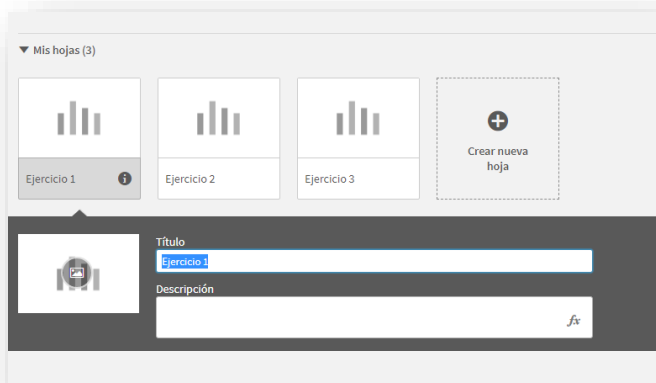 Mis hojas (3)
Ejercicio 1
Ejercicio 2
Ejercicio 3
Crear nueva
hoja
Título
Ejercicio 1
Descripción
fx